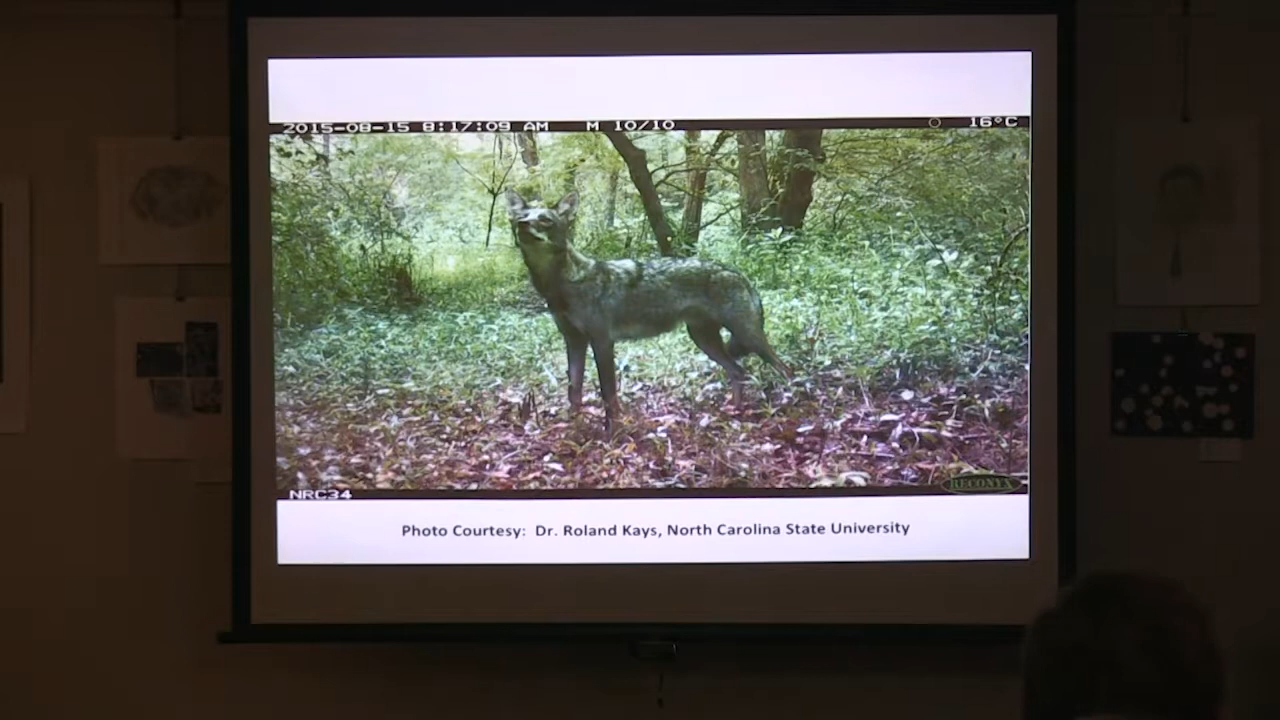 2015-08-15 8:17:09 AM M 10/10 16°C
NRC34
RECONYX
Photo Courtesy: Dr. Roland Kays, North Carolina State University